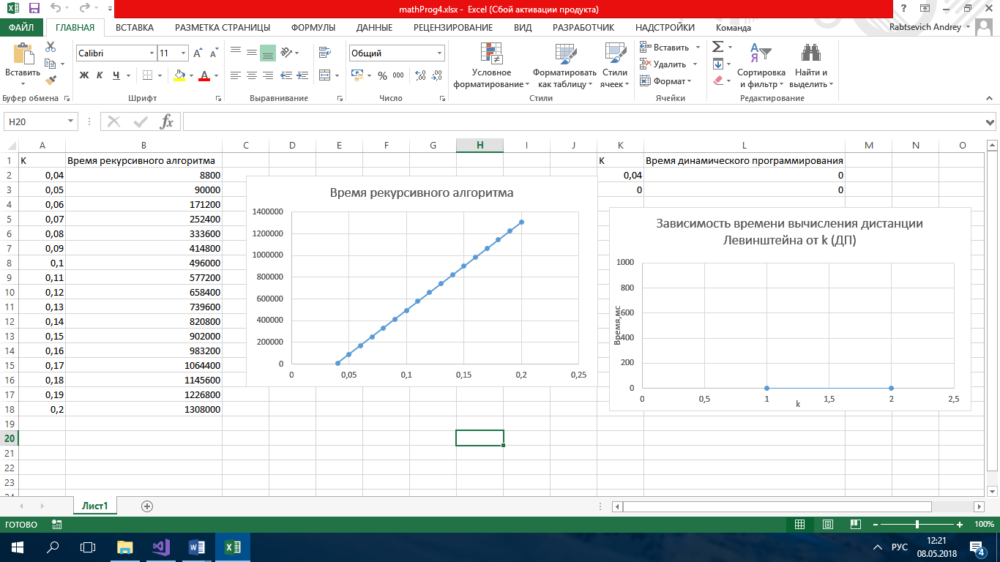 mathProg4.xlsx - Excel (Сбой активации продукта)
ФАЙЛ ГЛАВНАЯ ВСТАВКА РАЗМЕТКА СТРАНИЦЫ ФОРМУЛЫ ДАННЫЕ РЕЦЕНЗИРОВАНИЕ ВИД РАЗРАБОТЧИК НАДСТРОЙКИ Команда Rabtsevich Andrey
Вставить
Calibri 11
Ж К Ч
Общий
% 000
Условное форматирование
Форматировать как таблицу
Стили ячеек
Вставить
Удалить
Формат
Сортировка и фильтр
Найти и выделить
Буфер обмена Шрифт Выравнивание Число Стили Ячейки Редактирование
H20
A B C D E F G H I J K L M N O
1 K Время рекурсивного алгоритма K Время динамического программирования
2 0,04 8800 0,04 0
3 0,05 90000 0 0
4 0,06 171200
5 0,07 252400
6 0,08 333600
7 0,09 414800
8 0,1 496000
9 0,11 577200
10 0,12 658400
11 0,13 739600
12 0,14 820800
13 0,15 902000
14 0,16 983200
15 0,17 1064400
16 0,18 1145600
17 0,19 1226800
18 0,2 1308000
19
20
21
22
23
Время рекурсивного алгоритма
1400000
1200000
1000000
800000
600000
400000
200000
0
0 0,05 0,1 0,15 0,2 0,25
Зависимость времени вычисления дистанции
Левинштейна от k (ДП)
Время,мс
1000
800
600
400
200
0
0 0,5 1 1,5 2 2,5
k
Лист1
ГОТОВО 100%
РУС 12:21
08.05.2018
4